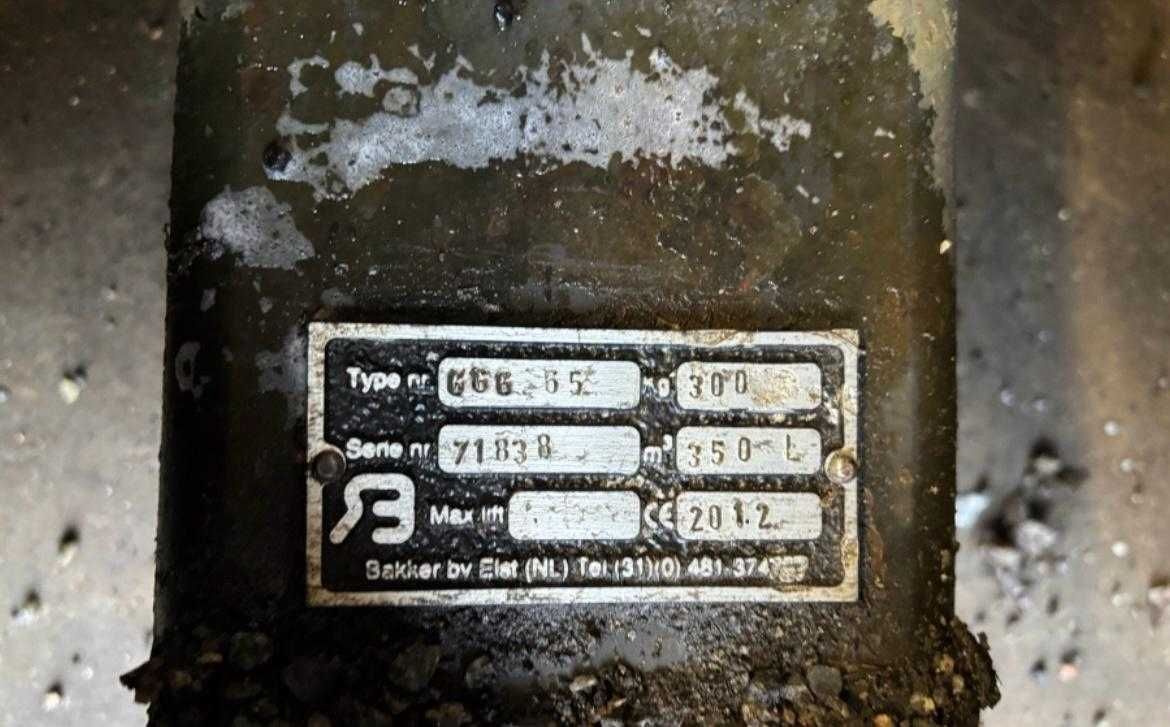 Type nr GGG 65 kg 300
Serie nr 71838 m³ 350 L
Max lift CE 2012
Bakker bv Elst (NL) Tel (31)(0) 481-374